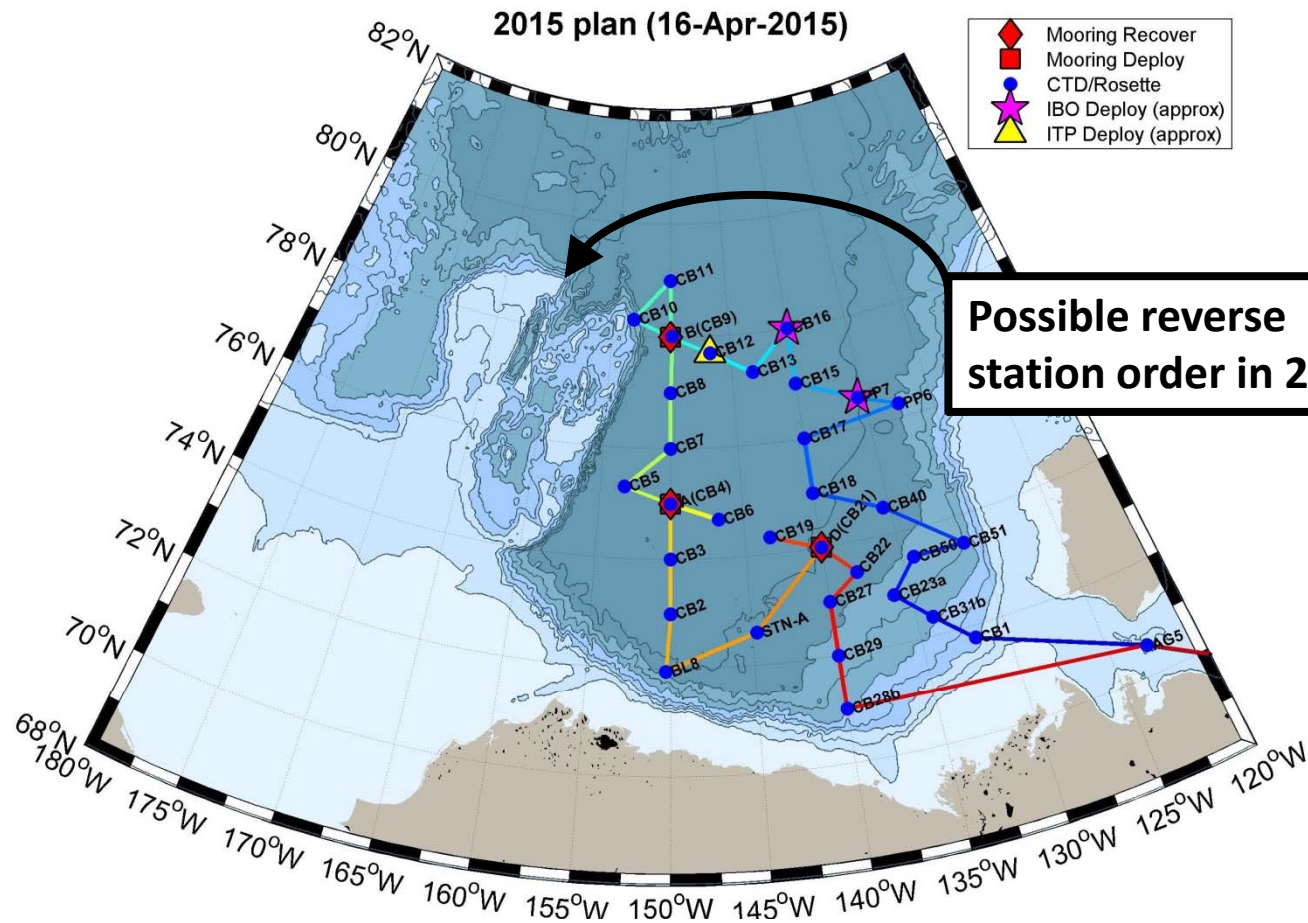 2015 plan (16-Apr-2015)
Mooring Recover
Mooring Deploy
CTD/Rosette
IBO Deploy (approx)
ITP Deploy (approx)
82°N
80°N
78°N
76°N
74°N
72°N
70°N
68°N
180°W
175°W
170°W
165°W
160°W
155°W
150°W
145°W
140°W
135°W
130°W
125°W
120°W
Possible reverse
station order in 2
CB11
CB10
B(CB9)
CB16
CB12
CB13
CB15
CB8
PP7
PP6
CB17
CB7
CB5
CB18
A(CB4)
CB6
CB40
CB19
D(CB21)
CB51
CB50
CB3
CB22
CB27
CB23a
CB2
CB31b
STN-A
CB1
AG5
CB29
BL8
CB28b